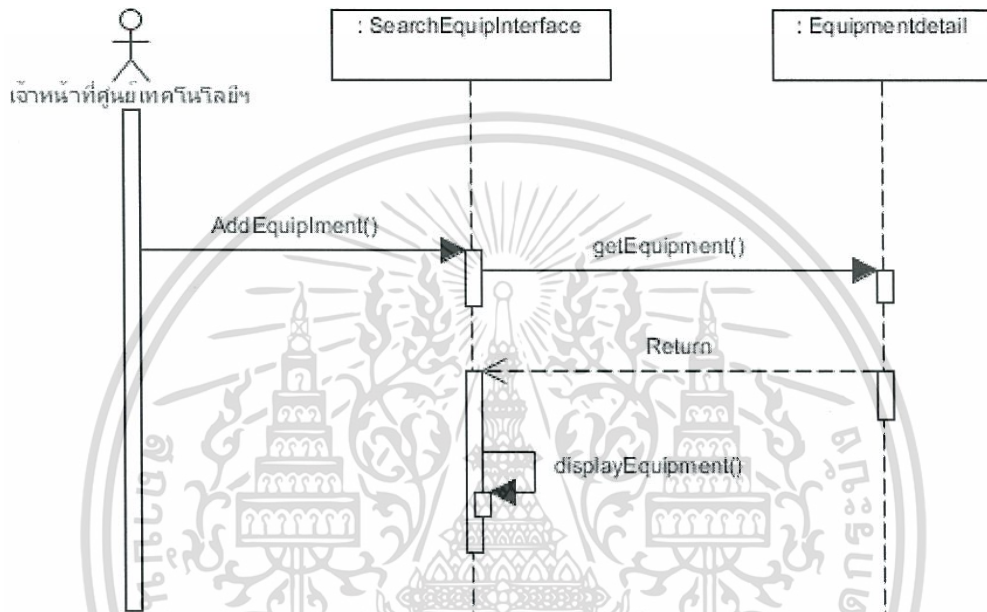 : SearchEquipInterface
: Equipmentdetail
เจ้าหน้าที่ศูนย์เทคโนโลยีฯ
AddEquiplment()
getEquipment()
Return
displayEquipment()